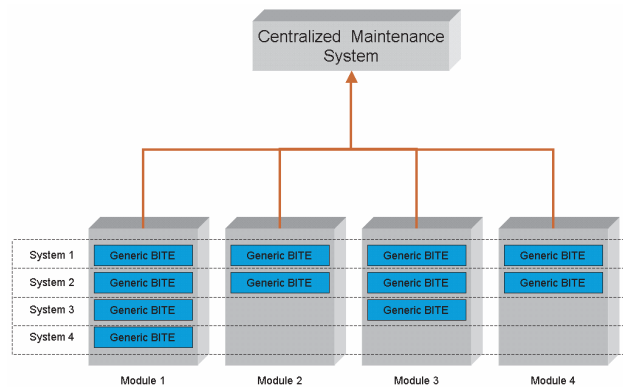 Centralized Maintenance
System
System 1 Generic BITE Generic BITE Generic BITE Generic BITE
System 2 Generic BITE Generic BITE Generic BITE Generic BITE
System 3 Generic BITE Generic BITE
System 4 Generic BITE
Module 1 Module 2 Module 3 Module 4